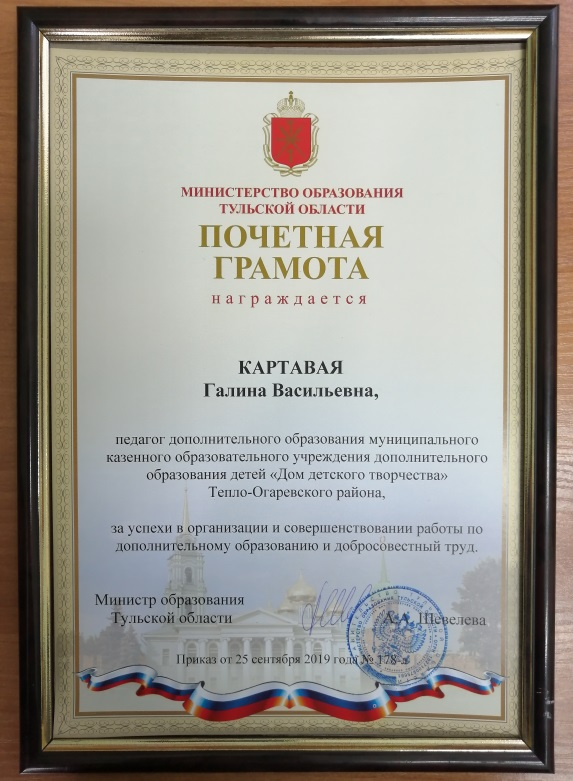 МИНИСТЕРСТВО ОБРАЗОВАНИЯ
ТУЛЬСКОЙ ОБЛАСТИ
ПОЧЕТНАЯ
ГРАМОТА
награждается
КАРТАВАЯ
Галина Васильевна,
педагог дополнительного образования муниципального
казенного образовательного учреждения дополнительного
образования детей «Дом детского творчества»
Тепло-Огаревского района,
за успехи в организации и совершенствовании работы по
дополнительному образованию и добросовестный труд.
Министр образования
Тульской области
А.А. Шевелева
Приказ от 25 сентября 2019 года № 178-л